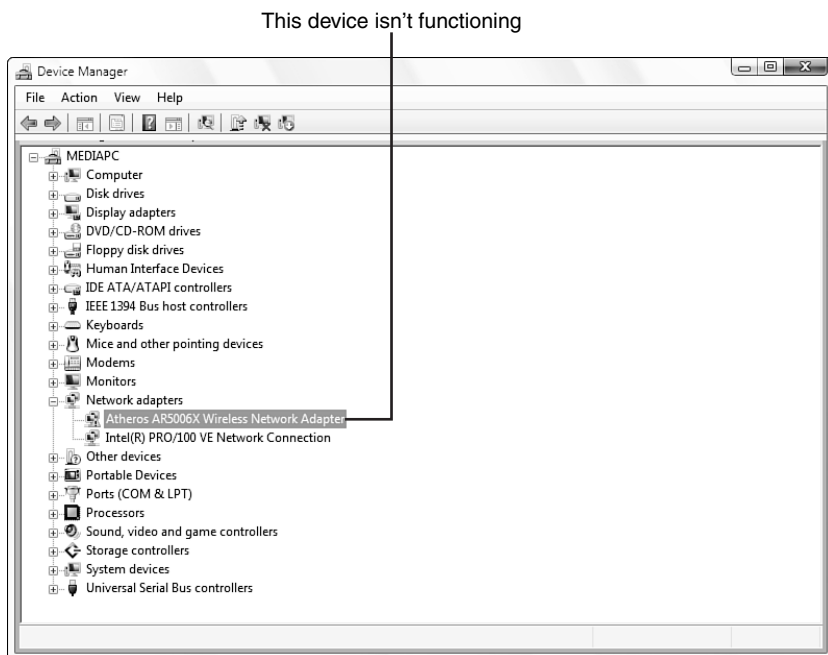 This device isn't functioning
Device Manager
File Action View Help
MEDIAPC
Computer
Disk drives
Display adapters
DVD/CD-ROM drives
Floppy disk drives
Human Interface Devices
IDE ATA/ATAPI controllers
IEEE 1394 Bus host controllers
Keyboards
Mice and other pointing devices
Modems
Monitors
Network adapters
Atheros AR5006X Wireless Network Adapter
Intel(R) PRO/100 VE Network Connection
Other devices
Portable Devices
Ports (COM & LPT)
Processors
Sound, video and game controllers
Storage controllers
System devices
Universal Serial Bus controllers